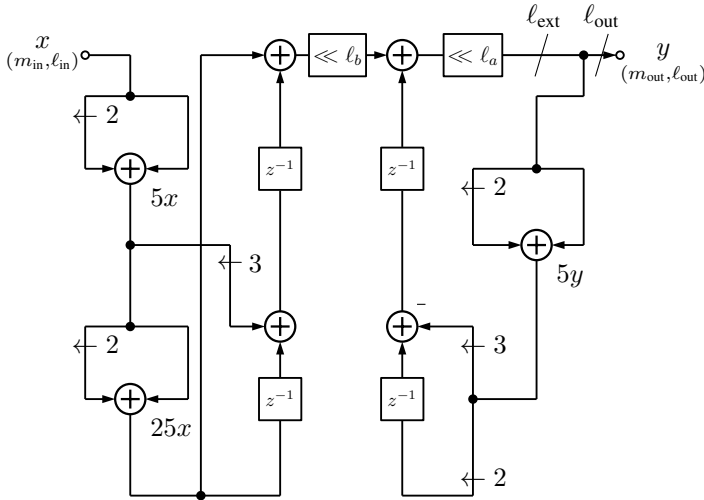 x
(m_in, ℓ_in)
≪ ℓ_b
≪ ℓ_a
ℓ_ext
ℓ_out
y
(m_out, ℓ_out)
← 2
5x
z⁻¹
z⁻¹
← 2
5y
← 3
-
← 2
25x
z⁻¹
z⁻¹
← 3
← 2